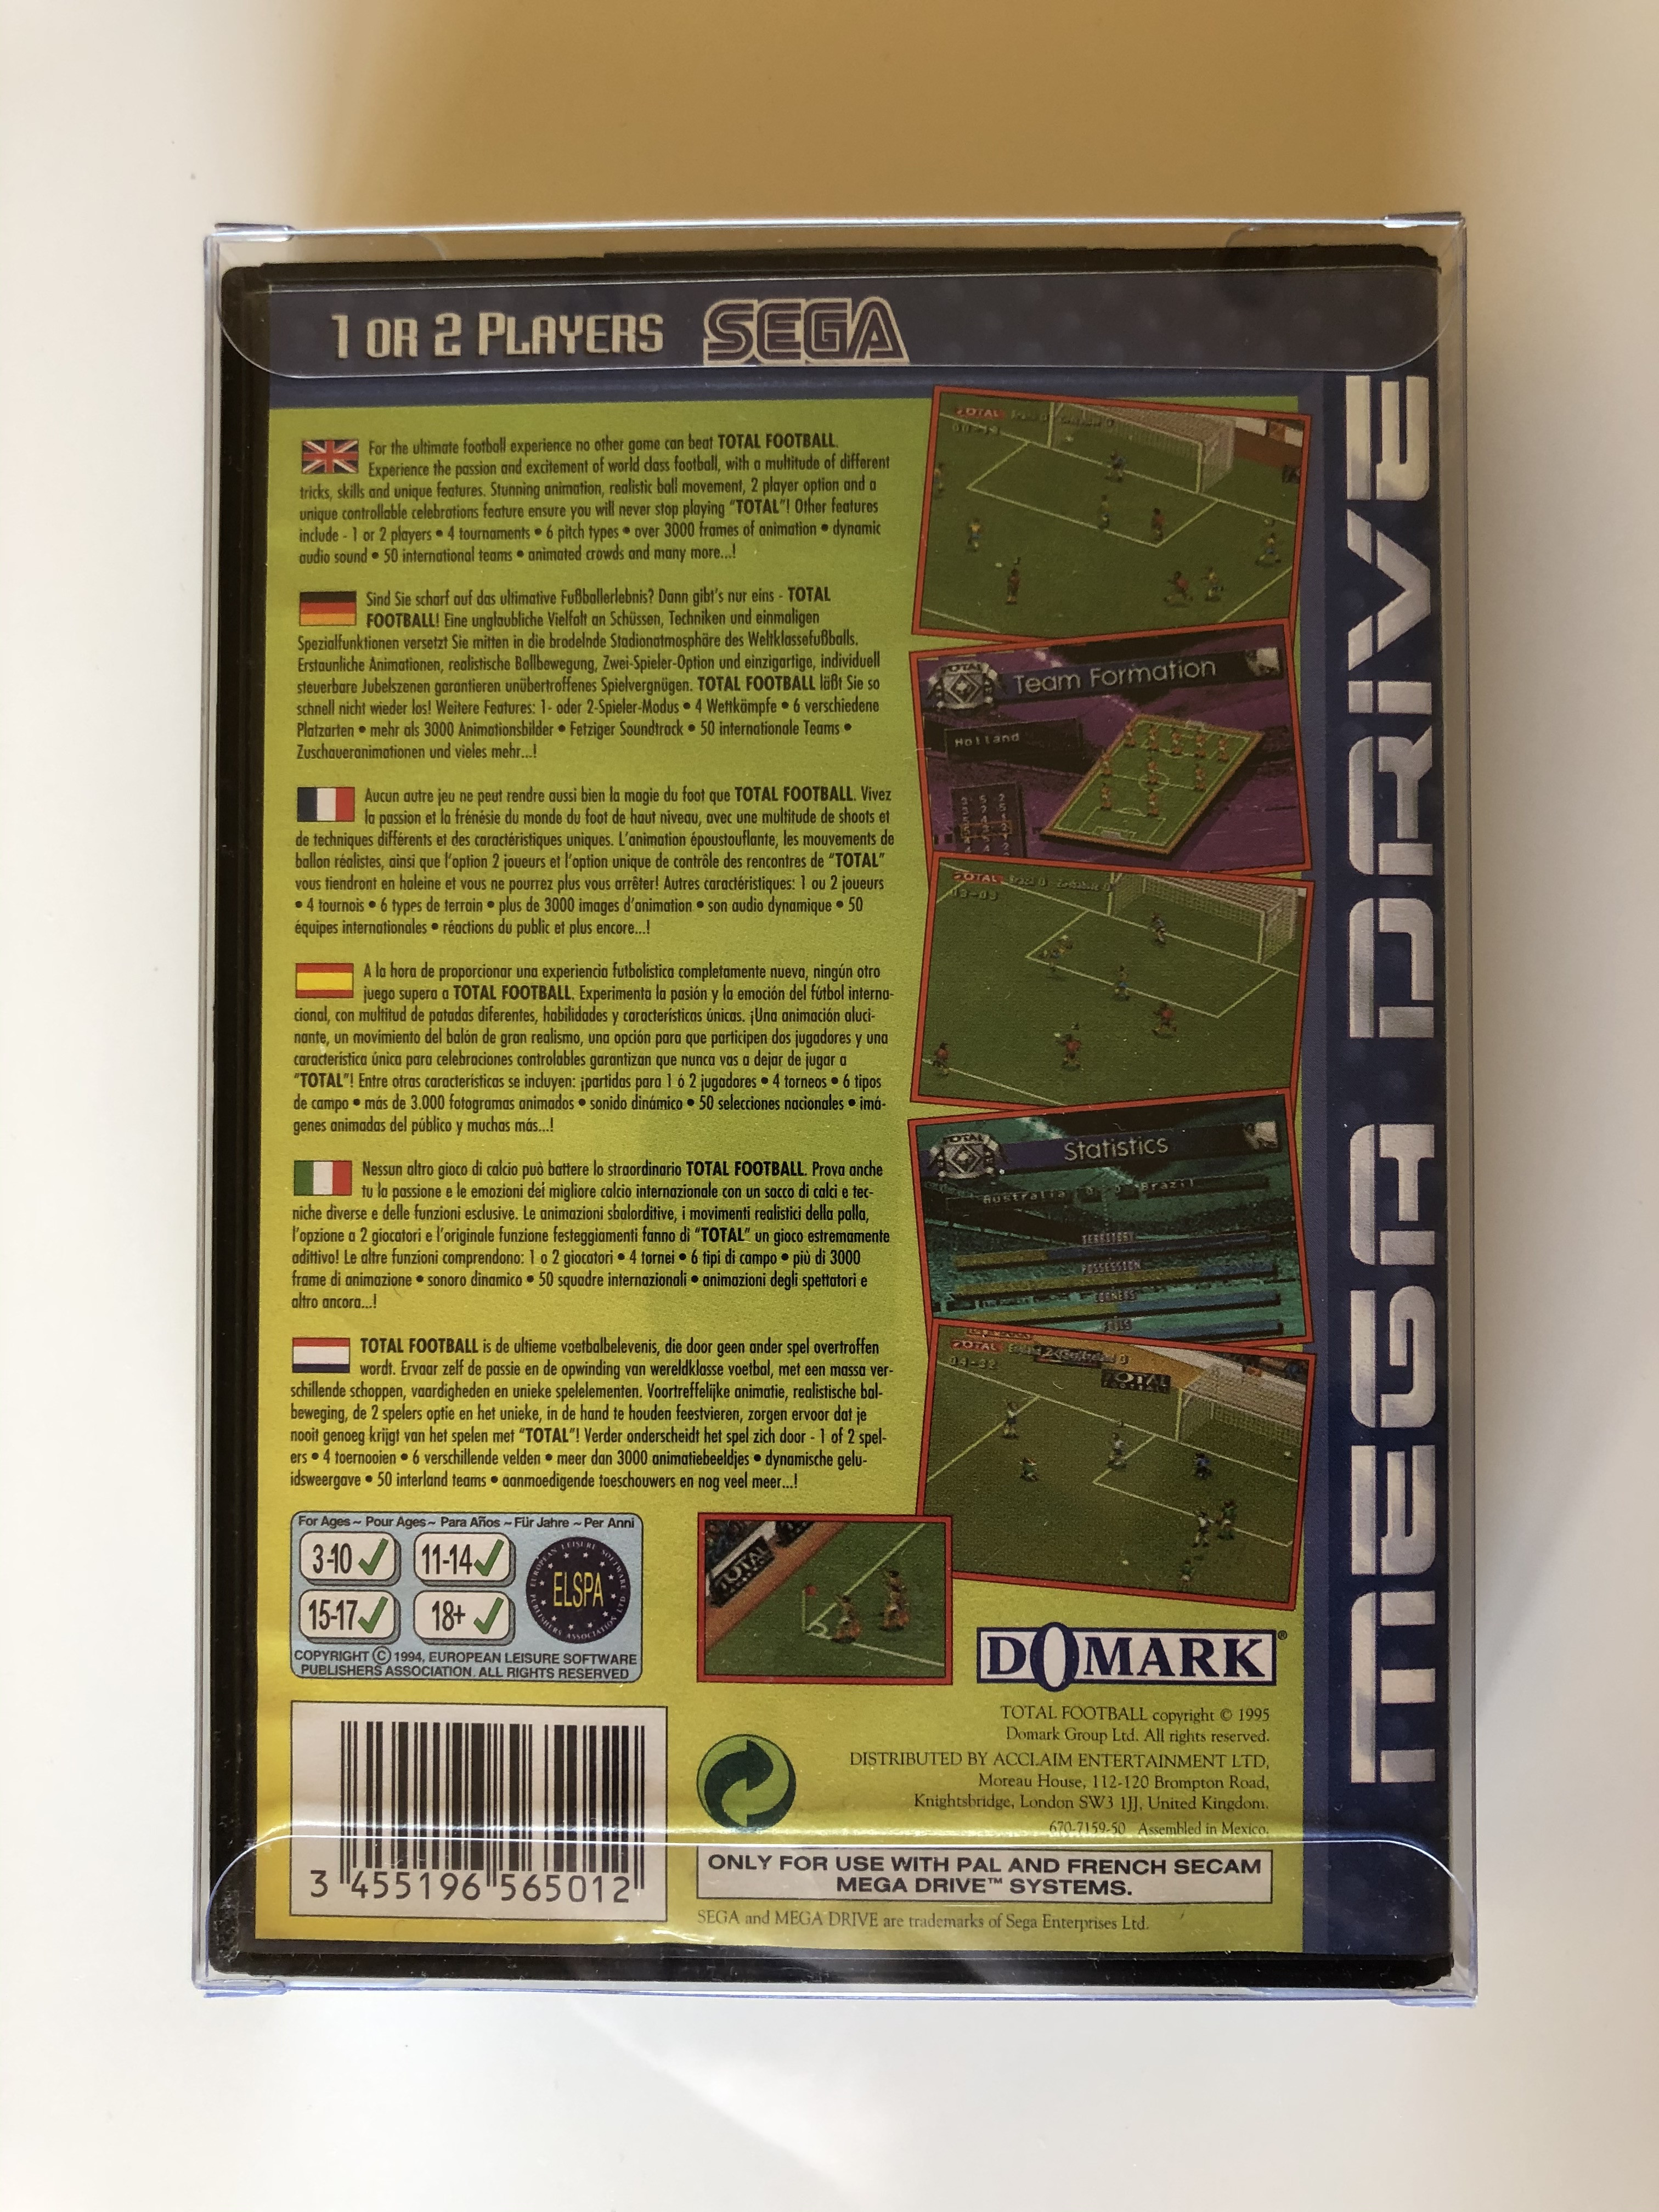 1 OR 2 PLAYERS SEGA
For the ultimate football experience no other game can beat TOTAL FOOTBALL.
Experience the passion and excitement of world class football, with a multitude of different
tricks, skills and unique features. Stunning animation, realistic ball movement, 2 player option and a
unique controllable celebrations feature ensure you will never stop playing "TOTAL"! Other features
include - 1 or 2 players • 4 tournaments • 6 pitch types • over 3000 frames of animation • dynamic
audio sound • 50 international teams • animated crowds and many more...!
Sind Sie scharf auf das ultimative Fußballerlebnis? Dann gibt's nur eins - TOTAL
FOOTBALL! Eine unglaubliche Vielfalt an Schüssen, Techniken und einmaligen
Spezialfunktionen versetzt Sie mitten in die brodelnde Stadionatmosphäre des Weltklassefußballs.
Erstaunliche Animationen, realistische Ballbewegung, Zwei-Spieler-Option und einzigartige, individuell
steuerbare Jubelszenen garantieren unübertroffenes Spielvergnügen. TOTAL FOOTBALL läßt Sie so
schnell nicht wieder los! Weitere Features: 1- oder 2-Spieler-Modus • 4 Wettkämpfe • 6 verschiedene
Platzarten • mehr als 3000 Animationsbilder • Fetziger Soundtrack • 50 internationale Teams •
Zuschaueranimationen und vieles mehr...!
Aucun autre jeu ne peut rendre aussi bien la magie du foot que TOTAL FOOTBALL. Vivez
la passion et la frénésie du monde du foot de haut niveau, avec une multitude de shoots et
de techniques différents et des caractéristiques uniques. L'animation époustouflante, les mouvements de
ballon réalistes, ainsi que l'option 2 joueurs et l'option unique de contrôle des rencontres de "TOTAL"
vous tiendront en haleine et vous ne pourrez plus vous arrêter! Autres caractéristiques: 1 ou 2 joueurs
• 4 tournois • 6 types de terrain • plus de 3000 images d'animation • son audio dynamique • 50
équipes internationales • réactions du public et plus encore...!
A la hora de proporcionar una experiencia futbolística completamente nueva, ningún otro
juego supera a TOTAL FOOTBALL. Experimenta la pasión y la emoción del fútbol interna-
cional, con multitud de patadas diferentes, habilidades y características únicas. ¡Una animación aluci-
nante, un movimiento del balón de gran realismo, una opción para que participen dos jugadores y una
característica única para celebraciones controlables garantizan que nunca vas a dejar de jugar a
"TOTAL"! Entre otras características se incluyen: ¡partidas para 1 ó 2 jugadores • 4 torneos • 6 tipos
de campo • más de 3.000 fotogramas animados • sonido dinámico • 50 selecciones nacionales • imá-
genes animadas del público y muchas más...!
Nessun altro gioco di calcio può battere lo straordinario TOTAL FOOTBALL. Prova anche
tu la passione e le emozioni del migliore calcio internazionale con un sacco di calci e tec-
niche diverse e delle funzioni esclusive. Le animazioni sbalorditive, i movimenti realistici della palla,
l'opzione a 2 giocatori e l'originale funzione festeggiamenti fanno di "TOTAL" un gioco estremamente
adittivo! Le altre funzioni comprendono: 1 o 2 giocatori • 4 tornei • 6 tipi di campo • più di 3000
frame di animazione • sonoro dinamico • 50 squadre internazionali • animazioni degli spettatori e
altro ancora...!
TOTAL FOOTBALL is de ultieme voetbalbelevenis, die door geen ander spel overtroffen
wordt. Ervaar zelf de passie en de opwinding van wereldklasse voetbal, met een massa ver-
schillende schoppen, vaardigheden en unieke spelelementen. Voortreffelijke animatie, realistische bal-
beweging, de 2 spelers optie en het unieke, in de hand te houden feestvieren, zorgen ervoor dat je
nooit genoeg krijgt van het spelen met "TOTAL"! Verder onderscheidt het spel zich door - 1 of 2 spel-
ers • 4 toernooien • 6 verschillende velden • meer dan 3000 animatiebeeldjes • dynamische gelu-
idsweergave • 50 interland teams • aanmoedigende toeschouwers en nog veel meer...!
TOTAL
TOTAL
Team Formation
Holland
TOTAL Brazil 0 Zimbabwe 0
03-03
TOTAL
Statistics
Australia 0 0 Brazil
TERRITORY
POSSESSION
CORNERS
TOTAL
04-32
TOTAL
FOOTBALL
TOTAL
MEGA DRIVE
For Ages ~ Pour Ages ~ Para Años ~ Für Jahre ~ Per Anni
3-10 11-14
15-17 18+
EUROPEAN LEISURE SOFTWARE PUBLISHERS ASSOCIATION LTD.
ELSPA
COPYRIGHT © 1994, EUROPEAN LEISURE SOFTWARE
PUBLISHERS ASSOCIATION. ALL RIGHTS RESERVED
DOMARK®
TOTAL FOOTBALL copyright © 1995
Domark Group Ltd. All rights reserved.
DISTRIBUTED BY ACCLAIM ENTERTAINMENT LTD,
Moreau House, 112-120 Brompton Road,
Knightsbridge, London SW3 1JJ, United Kingdom.
670-7159-50 Assembled in Mexico.
3 455196 565012
ONLY FOR USE WITH PAL AND FRENCH SECAM
MEGA DRIVE™ SYSTEMS.
SEGA and MEGA DRIVE are trademarks of Sega Enterprises Ltd.